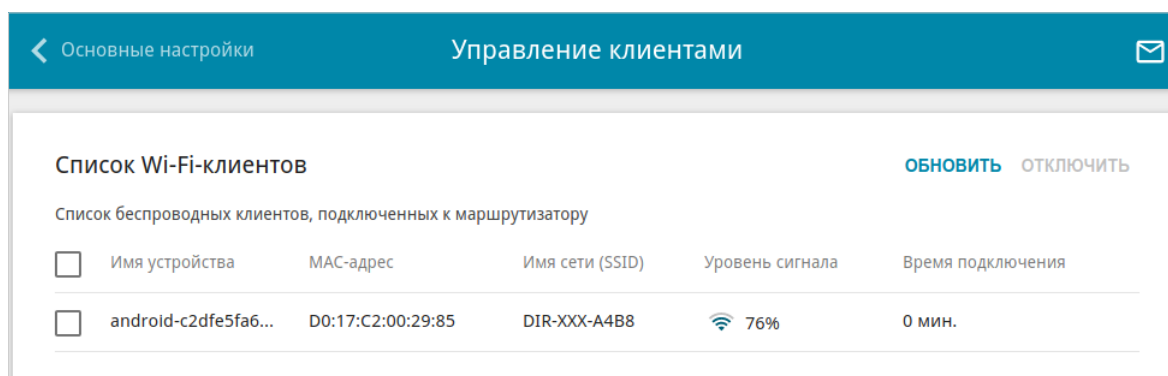 Основные настройки Управление клиентами
Список Wi-Fi-клиентов ОБНОВИТЬ ОТКЛЮЧИТЬ
Список беспроводных клиентов, подключенных к маршрутизатору
Имя устройства MAC-адрес Имя сети (SSID) Уровень сигнала Время подключения
android-c2dfe5fa6... D0:17:C2:00:29:85 DIR-XXX-A4B8 76% 0 мин.